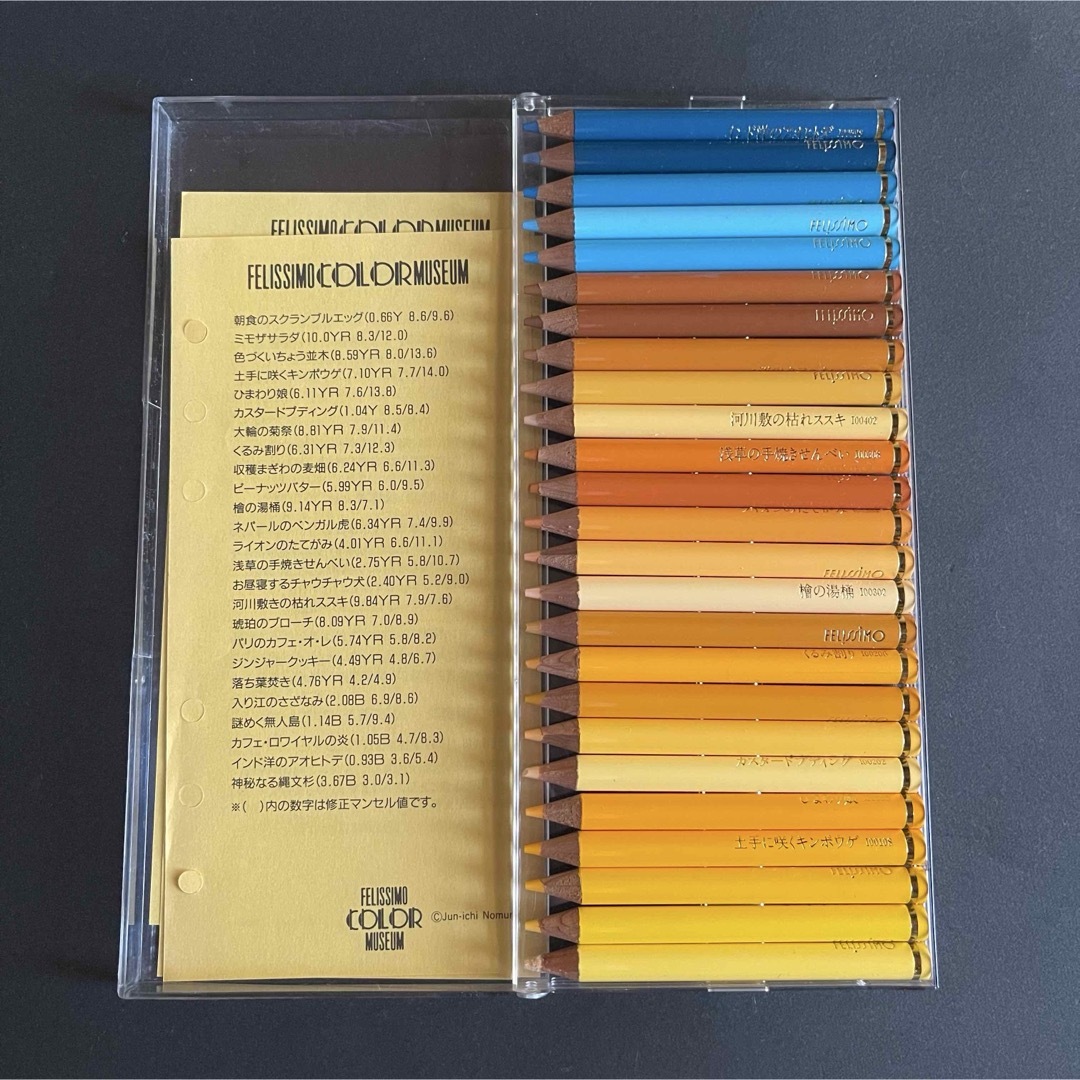 FELISSIMO COLOR MUSEUM
FELISSIMO COLOR MUSEUM
朝食のスクランブルエッグ(0.66Y 8.6/9.6)
ミモザサラダ(10.0YR 8.3/12.0)
色づくいちょう並木(8.59YR 8.0/13.6)
土手に咲くキンポウゲ(7.10YR 7.7/14.0)
ひまわり娘(6.11YR 7.6/13.8)
カスタードプディング(1.04Y 8.5/8.4)
大輪の菊祭(8.81YR 7.9/11.4)
くるみ割り(6.31YR 7.3/12.3)
収穫まぎわの麦畑(6.24YR 6.6/11.3)
ピーナッツバター(5.99YR 6.0/9.5)
檜の湯桶(9.14YR 8.3/7.1)
ネパールのベンガル虎(6.34YR 7.4/9.9)
ライオンのたてがみ(4.01YR 6.6/11.1)
浅草の手焼きせんべい(2.75YR 5.8/10.7)
お昼寝するチャウチャウ犬(2.40YR 5.2/9.0)
河川敷きの枯れススキ(9.84YR 7.9/7.6)
琥珀のブローチ(8.09YR 7.0/8.9)
パリのカフェ・オ・レ(5.74YR 5.8/8.2)
ジンジャークッキー(4.49YR 4.8/6.7)
落ち葉焚き(4.76YR 4.2/4.9)
入り江のさざなみ(2.08B 6.9/8.6)
謎めく無人島(1.14B 5.7/9.4)
カフェ・ロワイヤルの炎(1.05B 4.7/8.3)
インド洋のアオヒトデ(0.93B 3.6/5.4)
神秘なる縄文杉(3.67B 3.0/3.1)
※( )内の数字は修正マンセル値です。
FELISSIMO
COLOR
MUSEUM
©Jun-ichi Nomur
FELISSIMO
FELISSIMO
FELISSIMO
FELISSIMO
FELISSIMO
FELISSIMO
河川敷の枯れススキ 100402
浅草の手焼きせんべい 100308
FELISSIMO
檜の湯桶 100302
FELISSIMO
くるみ割り 100200
カスタードプディング 100202
土手に咲くキンポウゲ 100108
FELISSIMO